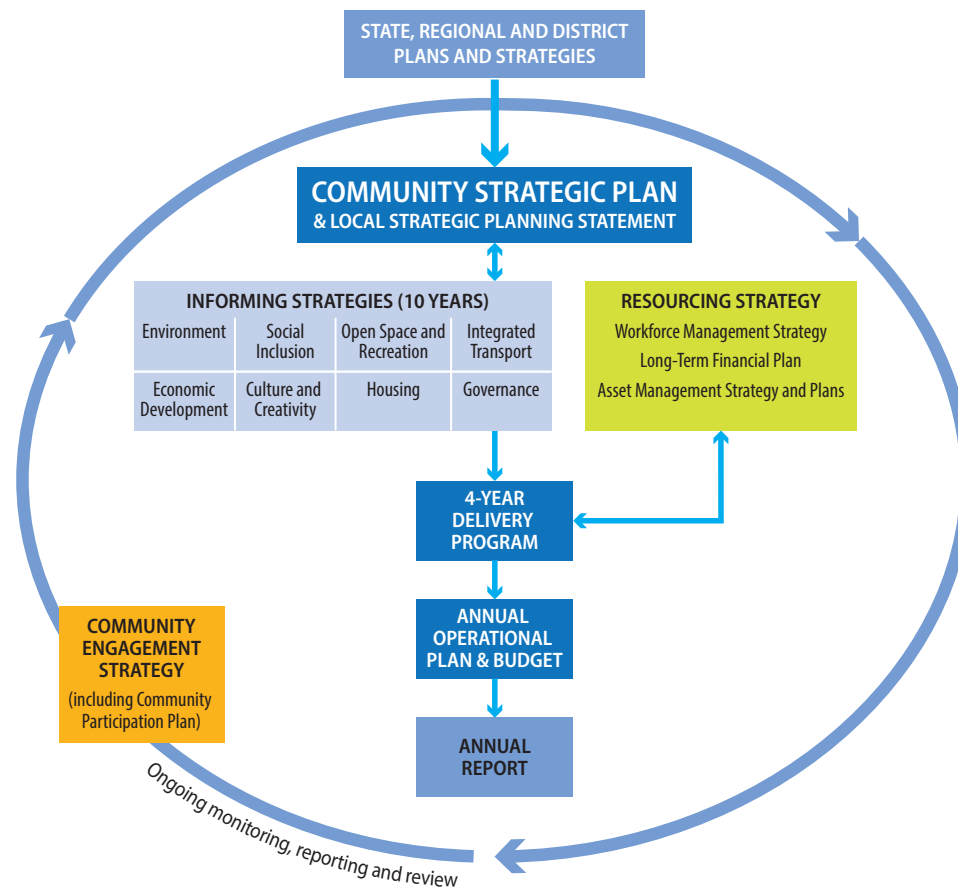 STATE, REGIONAL AND DISTRICT
PLANS AND STRATEGIES
COMMUNITY STRATEGIC PLAN
& LOCAL STRATEGIC PLANNING STATEMENT
INFORMING STRATEGIES (10 YEARS)
Environment
Social
Inclusion
Open Space and
Recreation
Integrated
Transport
Economic
Development
Culture and
Creativity
Housing
Governance
RESOURCING STRATEGY
Workforce Management Strategy
Long-Term Financial Plan
Asset Management Strategy and Plans
4-YEAR
DELIVERY
PROGRAM
ANNUAL
OPERATIONAL
PLAN & BUDGET
COMMUNITY
ENGAGEMENT
STRATEGY
(including Community
Participation Plan)
ANNUAL
REPORT
Ongoing monitoring, reporting and review